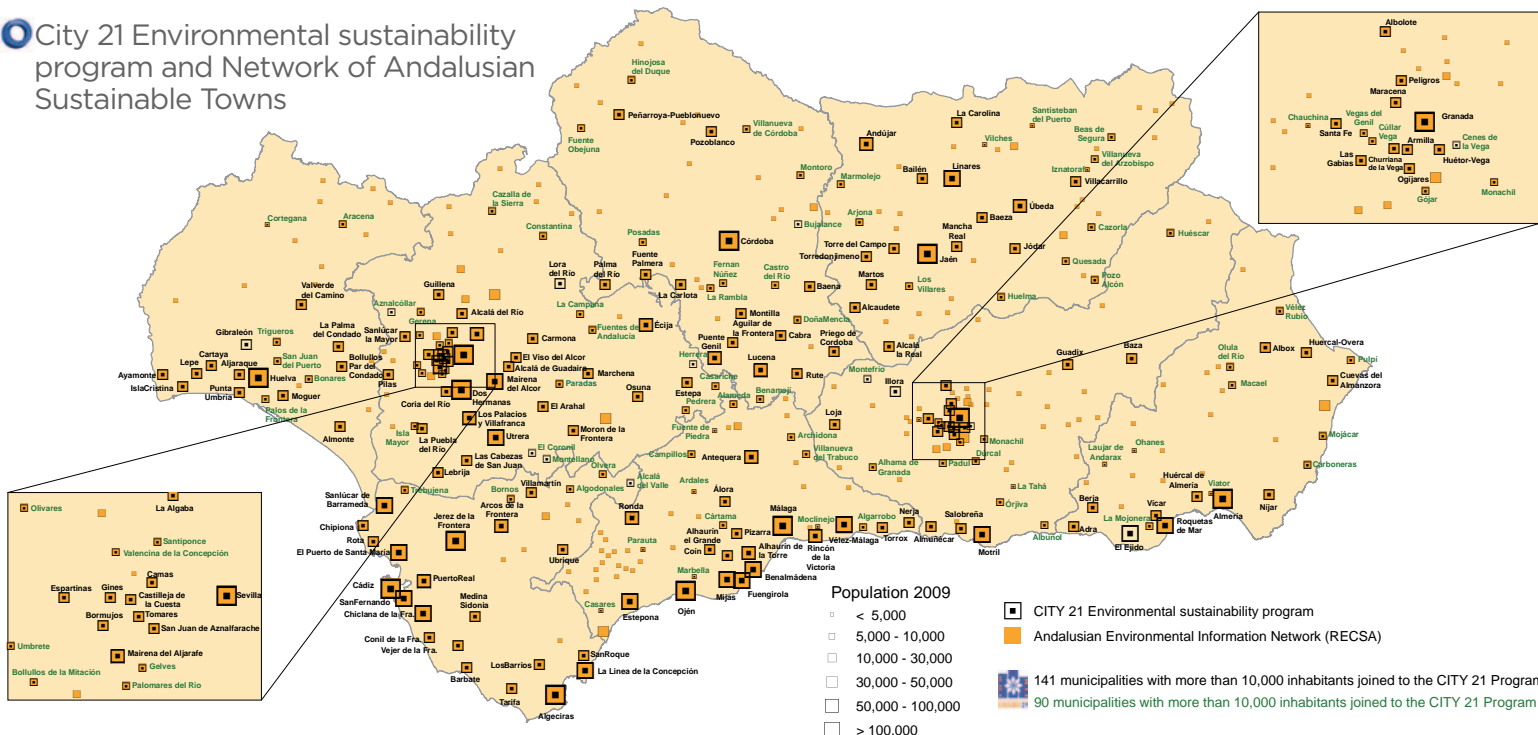 City 21 Environmental sustainability
program and Network of Andalusian
Sustainable Towns
Hinojosa
del Duque
Peñarroya-Pueblonuevo
Fuente
Obejuna
Pozoblanco
Villanueva
de Córdoba
Montoro
Marmolejo
Andújar
La Carolina
Vilches
Santisteban
del Puerto
Beas de
Segura
Villanueva
del Arzobispo
Iznatoraf
Villacarrillo
Bailén
Linares
Úbeda
Baeza
Mancha
Real
Arjona
Torre del Campo
Torredonjimeno
Jaén
Jódar
Cazorla
Quesada
Pozo
Alcón
Huéscar
Huelma
Martos
Los
Villares
Alcaudete
Alcalá
la Real
Bujalance
Córdoba
Posadas
Fuente
Palmera
Palma
del Río
La Carlota
Fernan
Núñez
La Rambla
Castro
del Río
Baena
Montilla
Aguilar de
la Frontera
DoñaMencia
Cabra
Priego de
Cordoba
Puente
Genil
Lucena
Rute
Herrera
Casariche
Estepa
Pedrera
Alameda
Benamejí
Cazalla de
la Sierra
Constantina
Lora
del Río
La Campana
Fuentes de
Andalucía
Écija
Cortegana
Aracena
Valverde
del Camino
Aznalcóllar
Gerena
Guillena
Alcalá del Río
Sanlúcar
la Mayor
Carmona
El Viso del Alcor
Alcalá de Guadaira
Mairena
del Alcor
Marchena
Paradas
Osuna
Dos
Hermanas
Coria del Río
Los Palacios
y Villafranca
Utrera
El Arahal
Moron de la
Frontera
El Coronil
Montellano
Isla
Mayor
La Puebla
del Río
Las Cabezas
de San Juan
Lebrija
Pilas
Gibraleón
Trigueros
La Palma
del Condado
Bollullos
Par del
Condado
San Juan
del Puerto
Bonares
Cartaya
Lepe
Aljaraque
Ayamonte
IslaCristina
Huelva
Punta
Umbría
Moguer
Palos de la
Frontera
Almonte
Trebujena
Sanlúcar de
Barrameda
Chipiona
Rota
El Puerto de Santa María
Jerez de la
Frontera
Arcos de la
Frontera
Bornos
Villamartín
Algodonales
Olvera
Alcalá
del Valle
Ubrique
Cádiz
PuertoReal
SanFernando
Chiclana de la Fra.
Medina
Sidonia
Conil de la Fra.
Vejer de la Fra.
Barbate
LosBarrios
Tarifa
Algeciras
SanRoque
La Linea de la Concepción
Ronda
Parauta
Casares
Estepona
Marbella
Ojén
Mijas
Fuengirola
Benalmádena
Alhaurín de
la Torre
Alhaurín
el Grande
Coín
Cártama
Pizarra
Álora
Ardales
Campillos
Fuente de
Piedra
Antequera
Archidona
Villanueva
del Trabuco
Málaga
Moclinejo
Rincón
de la
Victoria
Vélez-Málaga
Algarrobo
Torrox
Nerja
Almuñécar
Salobreña
Motril
Loja
Montefrío
Illora
Alhama de
Granada
Padul
Durcal
Monachil
La Tahá
Órjiva
Albuñol
Adra
Berja
Laujar de
Andarax
Ohanes
La Mojonera
El Ejido
Vícar
Roquetas
de Mar
Huércal de
Almería
Viator
Almería
Níjar
Carboneras
Mojácar
Guadix
Baza
Vélez
Rubio
Olula
del Río
Macael
Albox
Huercal-Overa
Pulpí
Cuevas del
Almanzora
Albolote
Peligros
Maracena
Granada
Chauchina
Santa Fe
Vegas del
Genil
Cúllar
Vega
Armilla
Cenes de
la Vega
Huétor-Vega
Las
Gabias
Churriana
de la Vega
Ogíjares
Gójar
Monachil
Olivares
La Algaba
Santiponce
Valencina de la Concepción
Camas
Espartinas
Gines
Castilleja de
la Cuesta
Sevilla
Bormujos
Tomares
San Juan de Aznalfarache
Umbrete
Mairena del Aljarafe
Gelves
Bollullos de la Mitación
Palomares del Río
Population 2009
< 5,000
5,000 - 10,000
10,000 - 30,000
30,000 - 50,000
50,000 - 100,000
> 100,000
CITY 21 Environmental sustainability program
Andalusian Environmental Information Network (RECSA)
141 municipalities with more than 10,000 inhabitants joined to the CITY 21 Program
90 municipalities with more than 10,000 inhabitants joined to the CITY 21 Program